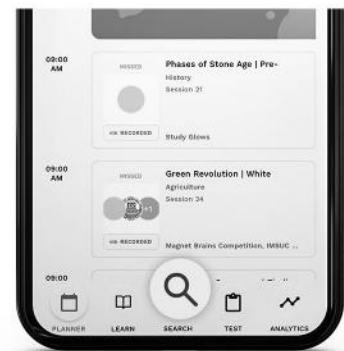 09:00
AM
MISSED
Phases of Stone Age | Pre-
History
Session 21
RECORDED
Study Glows
09:00
AM
MISSED
Green Revolution | White
Agriculture
Session 34
+1
RECORDED
Magnet Brains Competition, IMSUC ..
09:00
PLANNER
LEARN
SEARCH
TEST
ANALYTICS